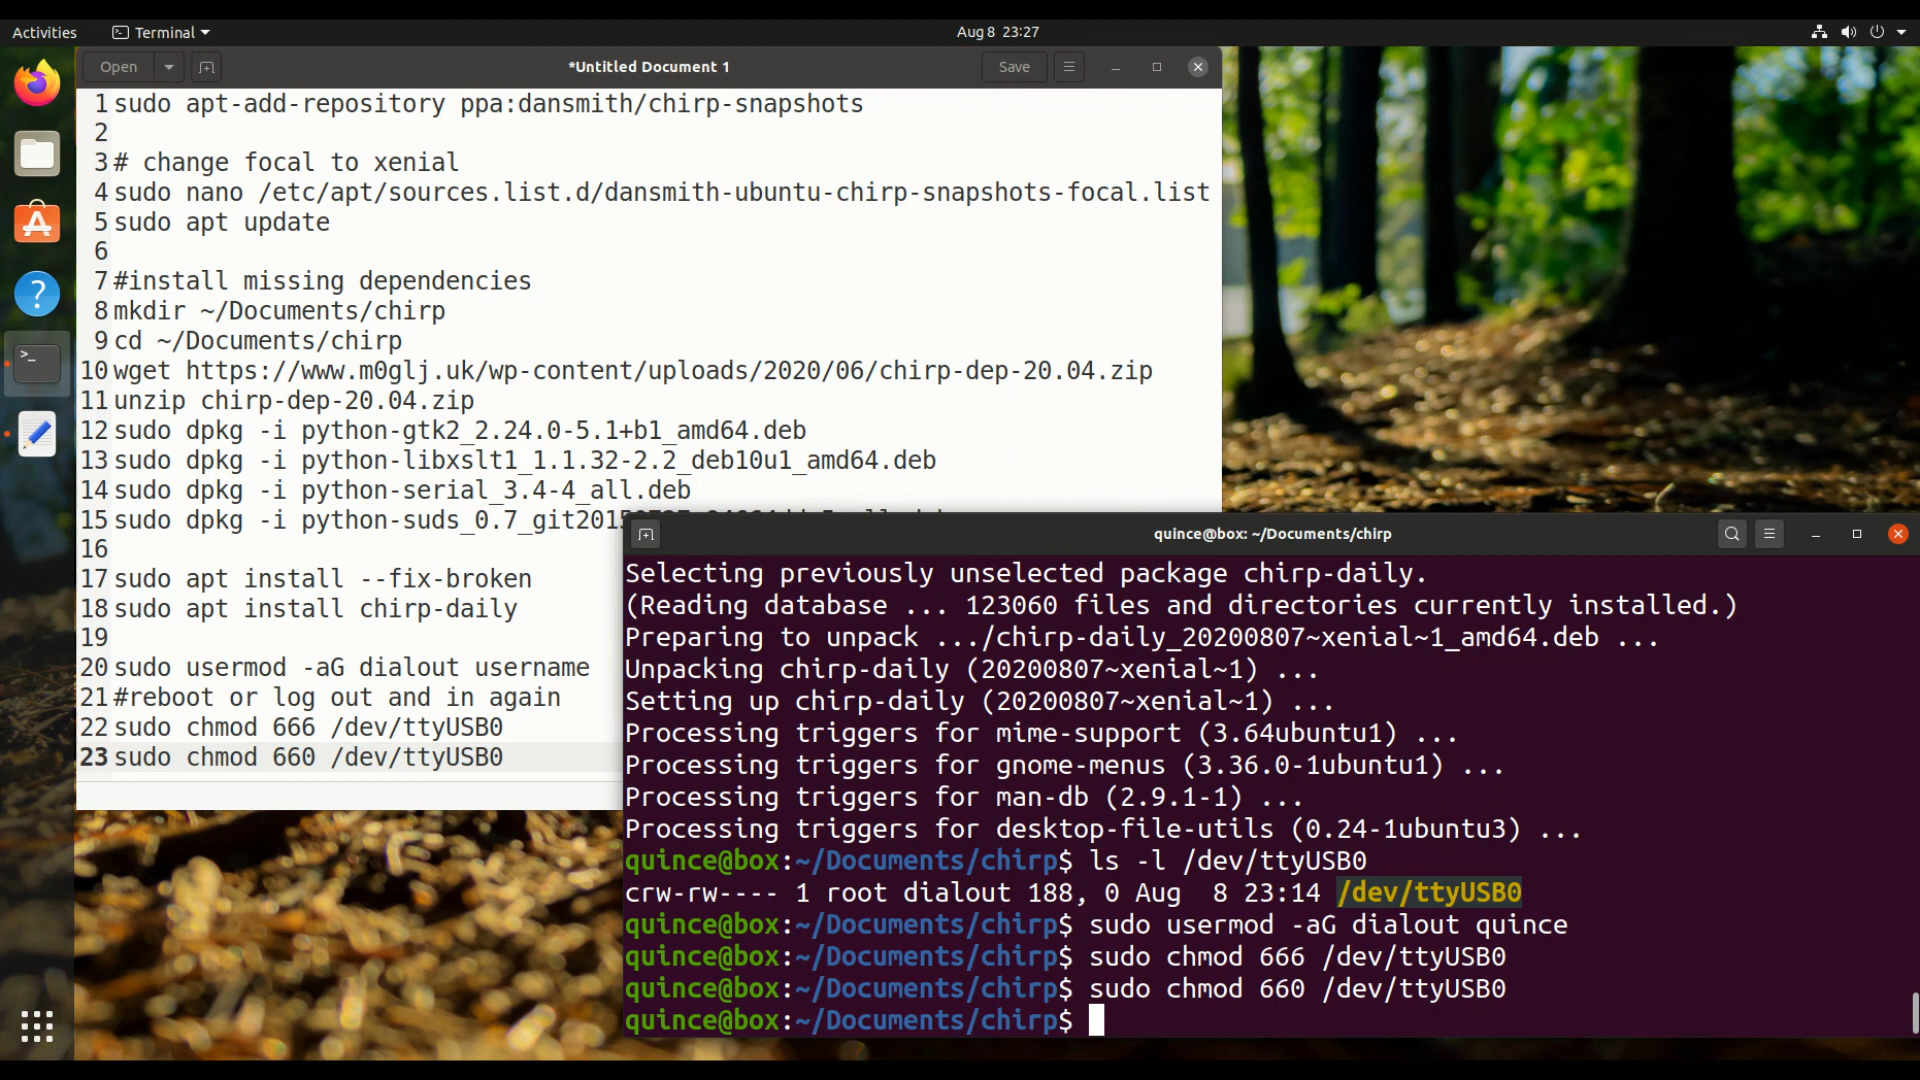 Activities
Terminal
Aug 8 23:27
Open
*Untitled Document 1
Save
1 sudo apt-add-repository ppa:dansmith/chirp-snapshots
2
3 # change focal to xenial
4 sudo nano /etc/apt/sources.list.d/dansmith-ubuntu-chirp-snapshots-focal.list
5 sudo apt update
6
7 #install missing dependencies
8 mkdir ~/Documents/chirp
9 cd ~/Documents/chirp
10 wget https://www.m0glj.uk/wp-content/uploads/2020/06/chirp-dep-20.04.zip
11 unzip chirp-dep-20.04.zip
12 sudo dpkg -i python-gtk2_2.24.0-5.1+b1_amd64.deb
13 sudo dpkg -i python-libxslt1_1.1.32-2.2_deb10u1_amd64.deb
14 sudo dpkg -i python-serial_3.4-4_all.deb
15 sudo dpkg -i
16
17 sudo apt install --fix-broken
18 sudo apt install chirp-daily
19
20 sudo usermod -aG dialout username
21 #reboot or log out and in again
22 sudo chmod 666 /dev/ttyUSB0
23 sudo chmod 660 /dev/ttyUSB0
quince@box: ~/Documents/chirp
Selecting previously unselected package chirp-daily.
(Reading database ... 123060 files and directories currently installed.)
Preparing to unpack .../chirp-daily_20200807~xenial~1_amd64.deb ...
Unpacking chirp-daily (20200807~xenial~1) ...
Setting up chirp-daily (20200807~xenial~1) ...
Processing triggers for mime-support (3.64ubuntu1) ...
Processing triggers for gnome-menus (3.36.0-1ubuntu1) ...
Processing triggers for man-db (2.9.1-1) ...
Processing triggers for desktop-file-utils (0.24-1ubuntu3) ...
quince@box:~/Documents/chirp$ ls -l /dev/ttyUSB0
crw-rw---- 1 root dialout 188, 0 Aug  8 23:14 /dev/ttyUSB0
quince@box:~/Documents/chirp$ sudo usermod -aG dialout quince
quince@box:~/Documents/chirp$ sudo chmod 666 /dev/ttyUSB0
quince@box:~/Documents/chirp$ sudo chmod 660 /dev/ttyUSB0
quince@box:~/Documents/chirp$